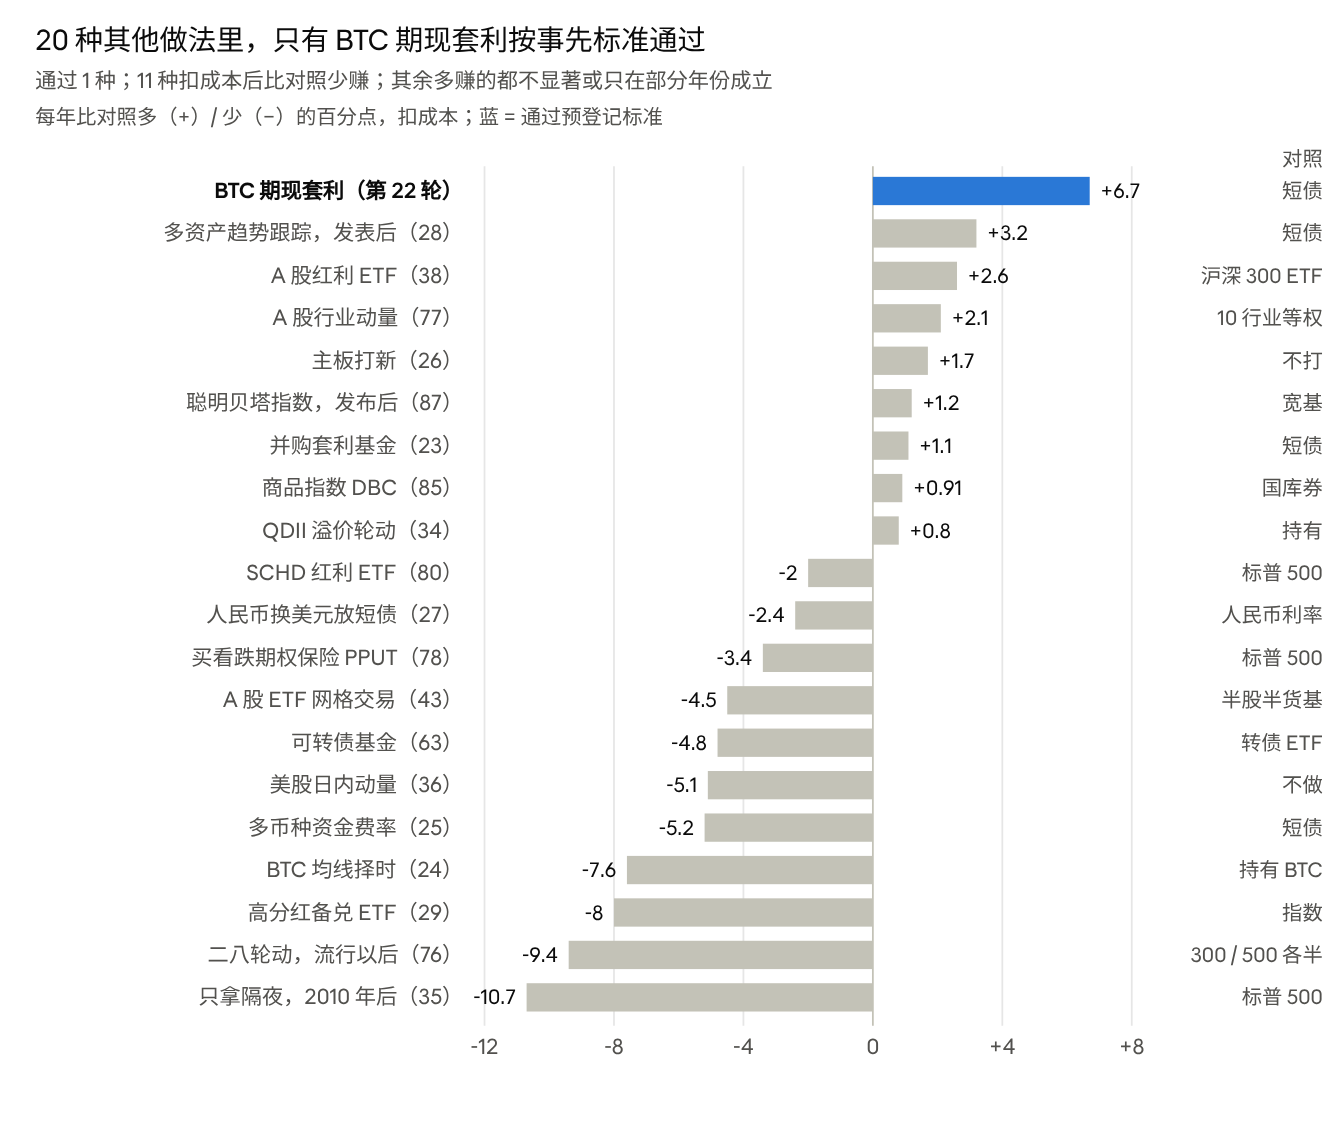 20 种其他做法里，只有 BTC 期现套利按事先标准通过
通过 1 种；11 种扣成本后比对照少赚；其余多赚的都不显著或只在部分年份成立
每年比对照多（+）/ 少（−）的百分点，扣成本；蓝 = 通过预登记标准
对照
BTC 期现套利（第 22 轮） +6.7 短债
多资产趋势跟踪，发表后（28） +3.2 短债
A 股红利 ETF（38） +2.6 沪深 300 ETF
A 股行业动量（77） +2.1 10 行业等权
主板打新（26） +1.7 不打
聪明贝塔指数，发布后（87） +1.2 宽基
并购套利基金（23） +1.1 短债
商品指数 DBC（85） +0.91 国库券
QDII 溢价轮动（34） +0.8 持有
SCHD 红利 ETF（80） -2 标普 500
人民币换美元放短债（27） -2.4 人民币利率
买看跌期权保险 PPUT（78） -3.4 标普 500
A 股 ETF 网格交易（43） -4.5 半股半货基
可转债基金（63） -4.8 转债 ETF
美股日内动量（36） -5.1 不做
多币种资金费率（25） -5.2 短债
BTC 均线择时（24） -7.6 持有 BTC
高分红备兑 ETF（29） -8 指数
二八轮动，流行以后（76） -9.4 300 / 500 各半
只拿隔夜，2010 年后（35） -10.7 标普 500
-12 -8 -4 0 +4 +8